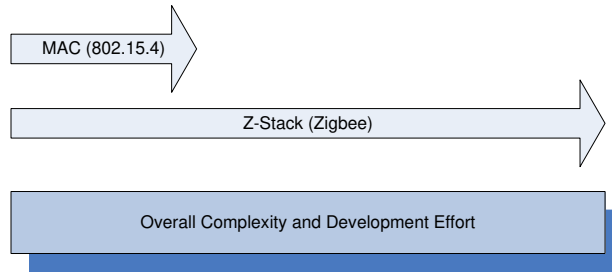 MAC (802.15.4)
Z-Stack (Zigbee)
Overall Complexity and Development Effort